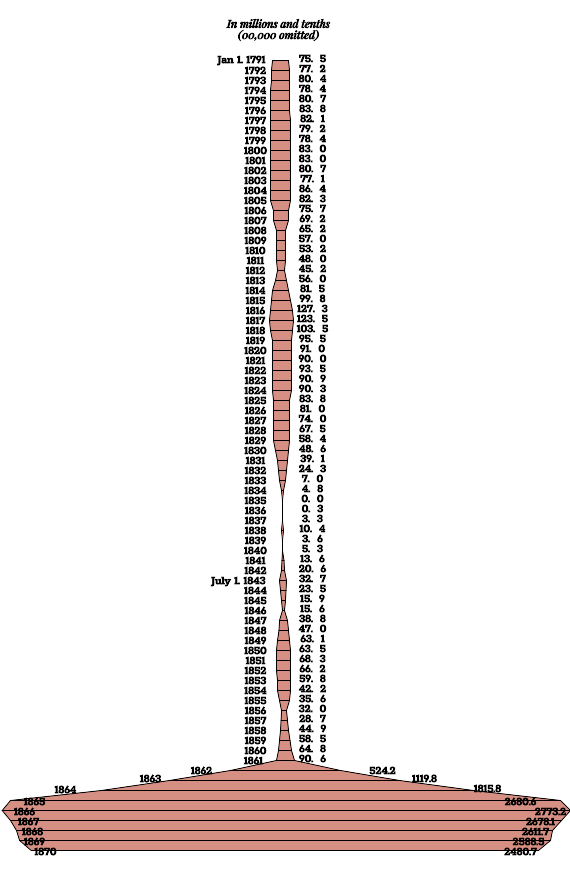 In millions and tenths
(00,000 omitted)
Jan 1. 1791 75. 5
1792 77. 2
1793 80. 4
1794 78. 4
1795 80. 7
1796 83. 8
1797 82. 1
1798 79. 2
1799 78. 4
1800 83. 0
1801 83. 0
1802 80. 7
1803 77. 1
1804 86. 4
1805 82. 3
1806 75. 7
1807 69. 2
1808 65. 2
1809 57. 0
1810 53. 2
1811 48. 0
1812 45. 2
1813 56. 0
1814 81. 5
1815 99. 8
1816 127. 3
1817 123. 5
1818 103. 5
1819 95. 5
1820 91. 0
1821 90. 0
1822 93. 5
1823 90. 9
1824 90. 3
1825 83. 8
1826 81. 0
1827 74. 0
1828 67. 5
1829 58. 4
1830 48. 6
1831 39. 1
1832 24. 3
1833 7. 0
1834 4. 8
1835 0. 0
1836 0. 3
1837 3. 3
1838 10. 4
1839 3. 6
1840 5. 3
1841 13. 6
1842 20. 6
July 1. 1843 32. 7
1844 23. 5
1845 15. 9
1846 15. 6
1847 38. 8
1848 47. 0
1849 63. 1
1850 63. 5
1851 68. 3
1852 66. 2
1853 59. 8
1854 42. 2
1855 35. 6
1856 32. 0
1857 28. 7
1858 44. 9
1859 58. 5
1860 64. 8
1861 90. 6
1862 524.2
1863 1119.8
1864 1815.8
1865 2680.6
1866 2773.2
1867 2678.1
1868 2611.7
1869 2588.5
1870 2480.7